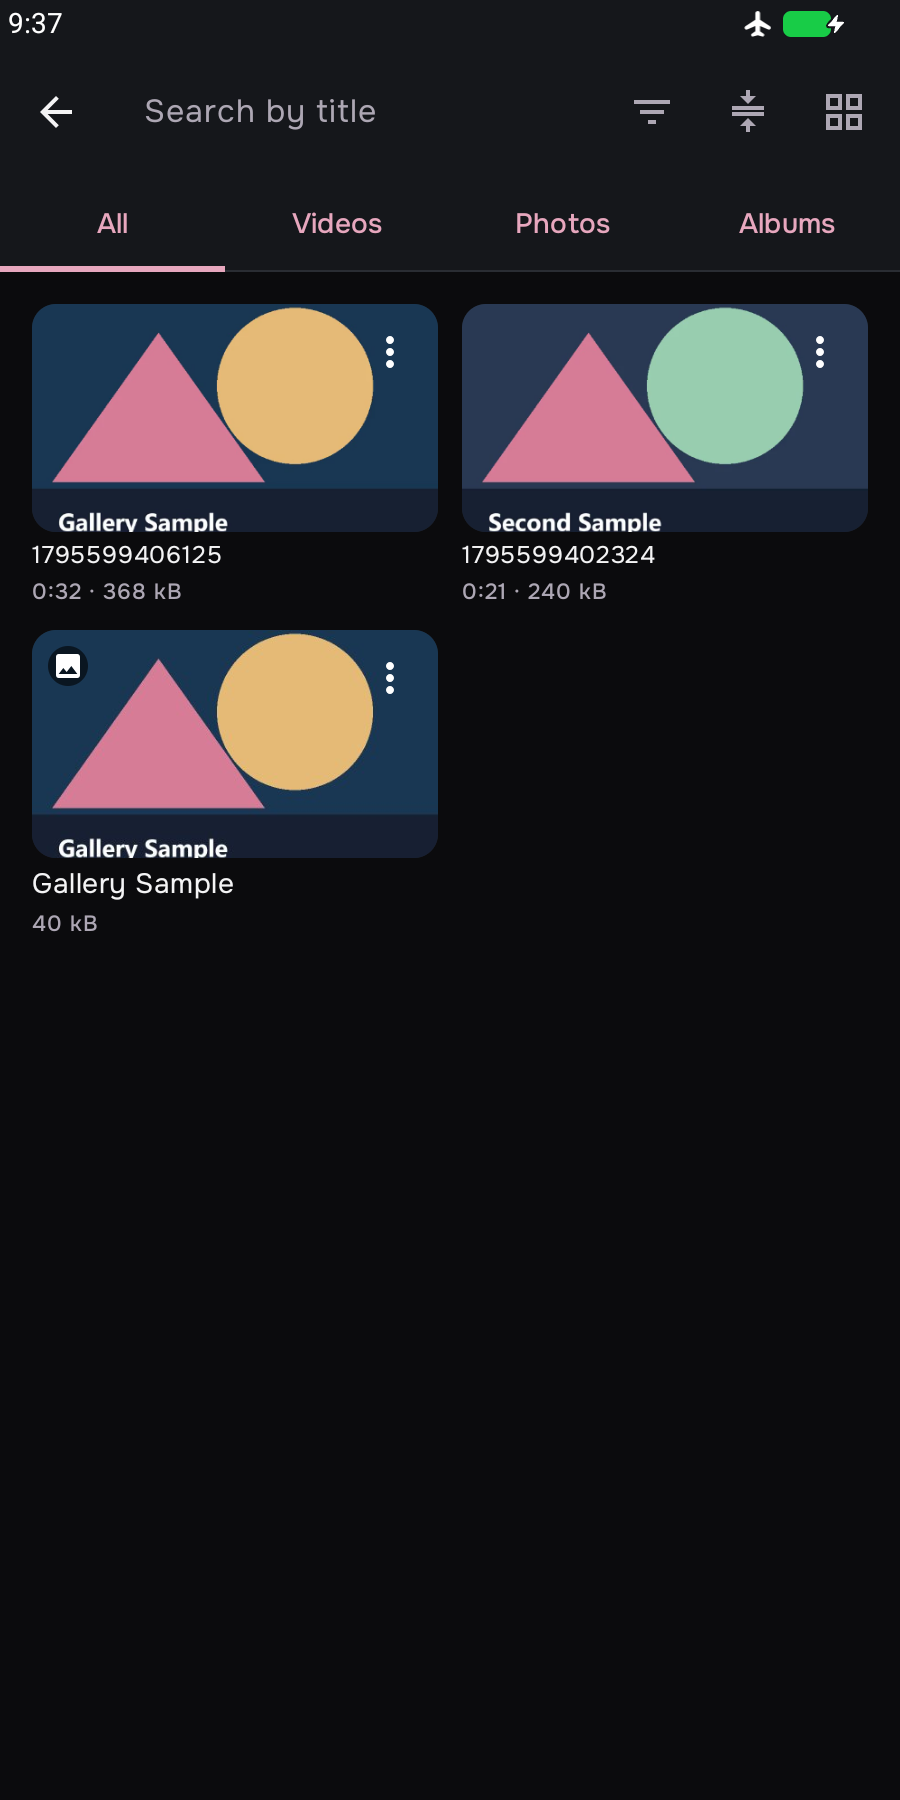 9:37
Search by title
All Videos Photos Albums
Gallery Sample
1795599406125
0:32 · 368 kB
Second Sample
1795599402324
0:21 · 240 kB
Gallery Sample
Gallery Sample
40 kB